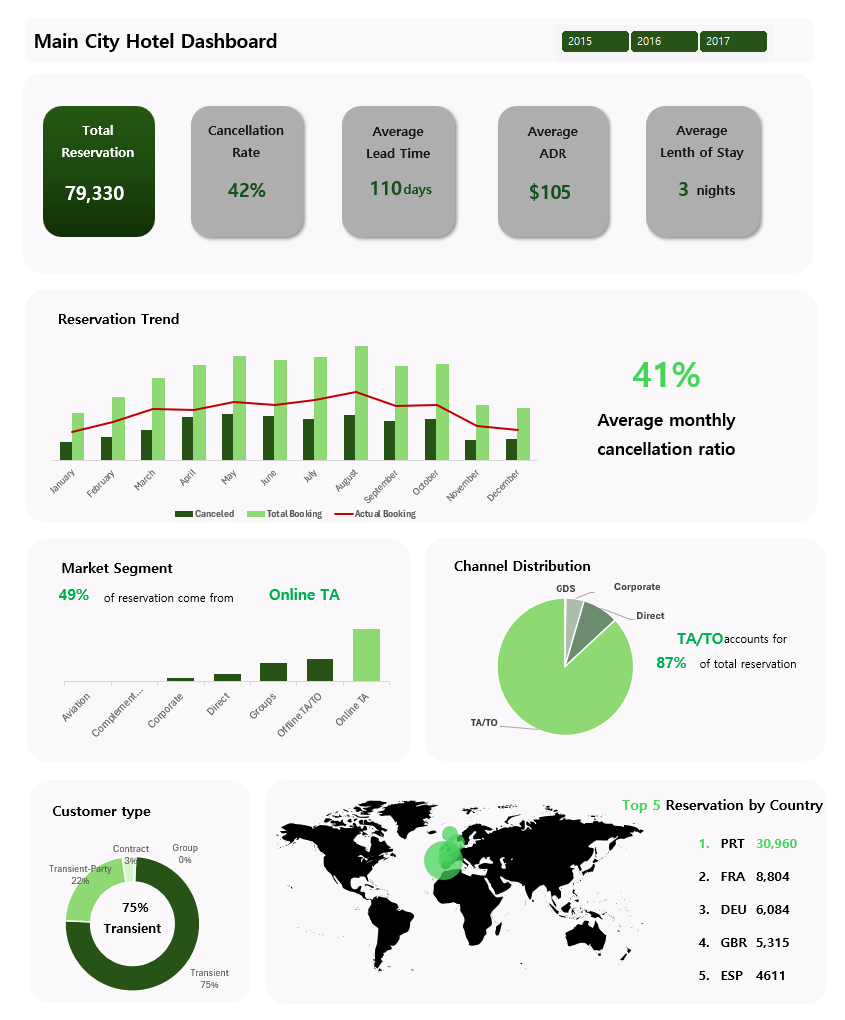 Main City Hotel Dashboard
2015 2016 2017
Total
Reservation
79,330
Cancellation
Rate
42%
Average
Lead Time
110 days
Average
ADR
$105
Average
Lenth of Stay
3 nights
Reservation Trend
January February March April May June July August September October November December
Canceled Total Booking Actual Booking
41%
Average monthly
cancellation ratio
Market Segment
49% of reservation come from Online TA
Aviation Complement... Corporate Direct Groups Offline TA/TO Online TA
Channel Distribution
GDS Corporate
Direct
TA/TO accounts for
87% of total reservation
TA/TO
Customer type
Contract
3%
Group
0%
Transient-Party
22%
75%
Transient
Transient
75%
Top 5 Reservation by Country
1. PRT 30,960
2. FRA 8,804
3. DEU 6,084
4. GBR 5,315
5. ESP 4611